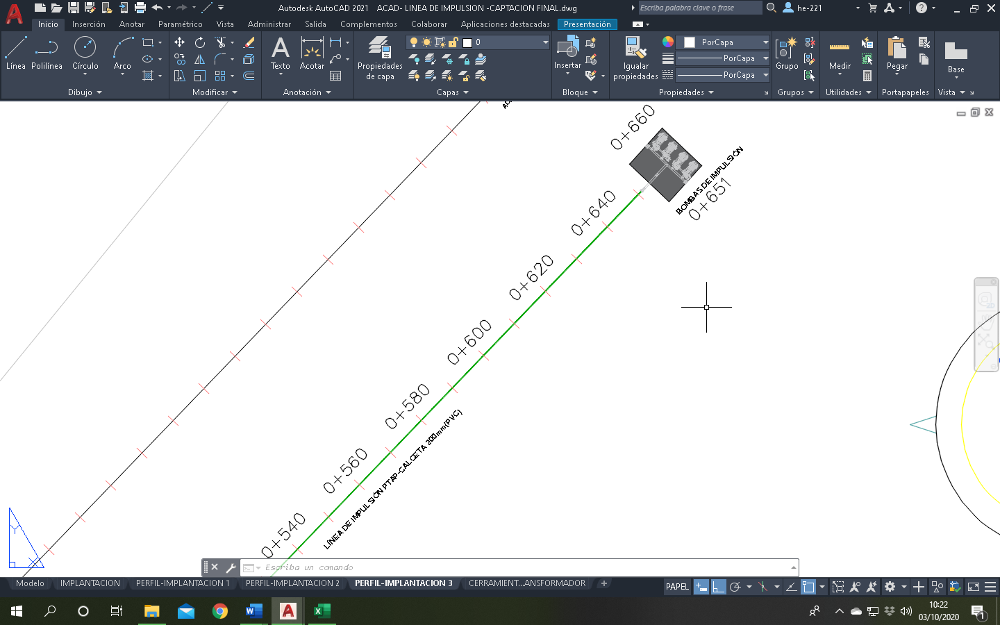 Autodesk AutoCAD 2021 ACAD- LINEA DE IMPULSION -CAPTACION FINAL.dwg
Escriba palabra clave o frase
he-221
Inicio Inserción Anotar Paramétrico Vista Administrar Salida Complementos Colaborar Aplicaciones destacadas Presentación
Línea Polilínea Círculo Arco
Texto Acotar
Propiedades de capa
0
Insertar
Igualar propiedades
PorCapa
PorCapa
PorCapa
Grupo
Medir
Pegar
Base
Dibujo Modificar Anotación Capas Bloque Propiedades Grupos Utilidades Portapapeles Vista
0+660
BOMBAS DE IMPULSIÓN
0+651
0+640
0+620
0+600
0+580
0+560
0+540
LÍNEA DE IMPULSIÓN PTAP-CALCETA 200mm(PVC)
Y
X
Escriba un comando
Modelo IMPLANTACION PERFIL-IMPLANTACION 1 PERFIL-IMPLANTACION 2 PERFIL-IMPLANTACION 3 CERRAMIENT...ANSFORMADOR
PAPEL
10:22
03/10/2020
1